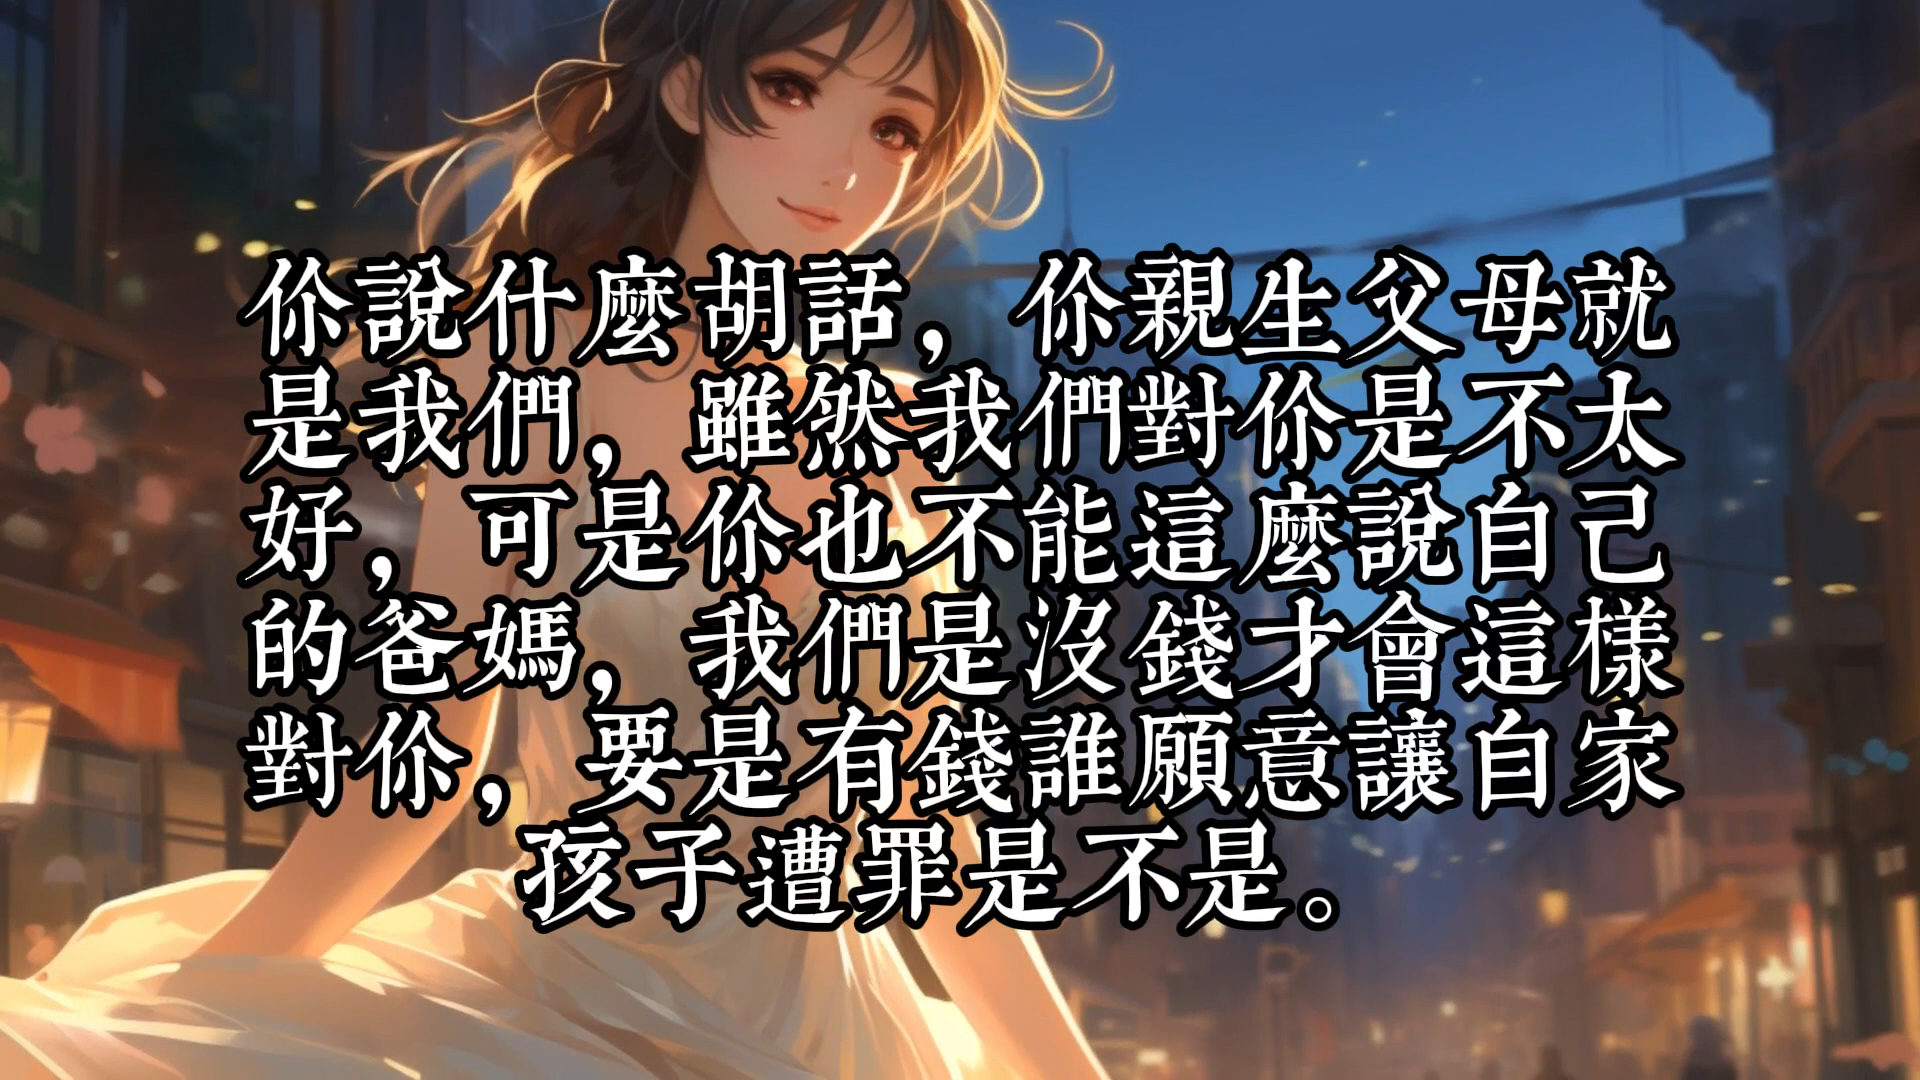 你說什麼胡話，你親生父母就
是我們，雖然我們對你是不太
好，可是你也不能這麼說自己
的爸媽，我們是沒錢才會這樣
對你，要是有錢誰願意讓自家
孩子遭罪是不是。